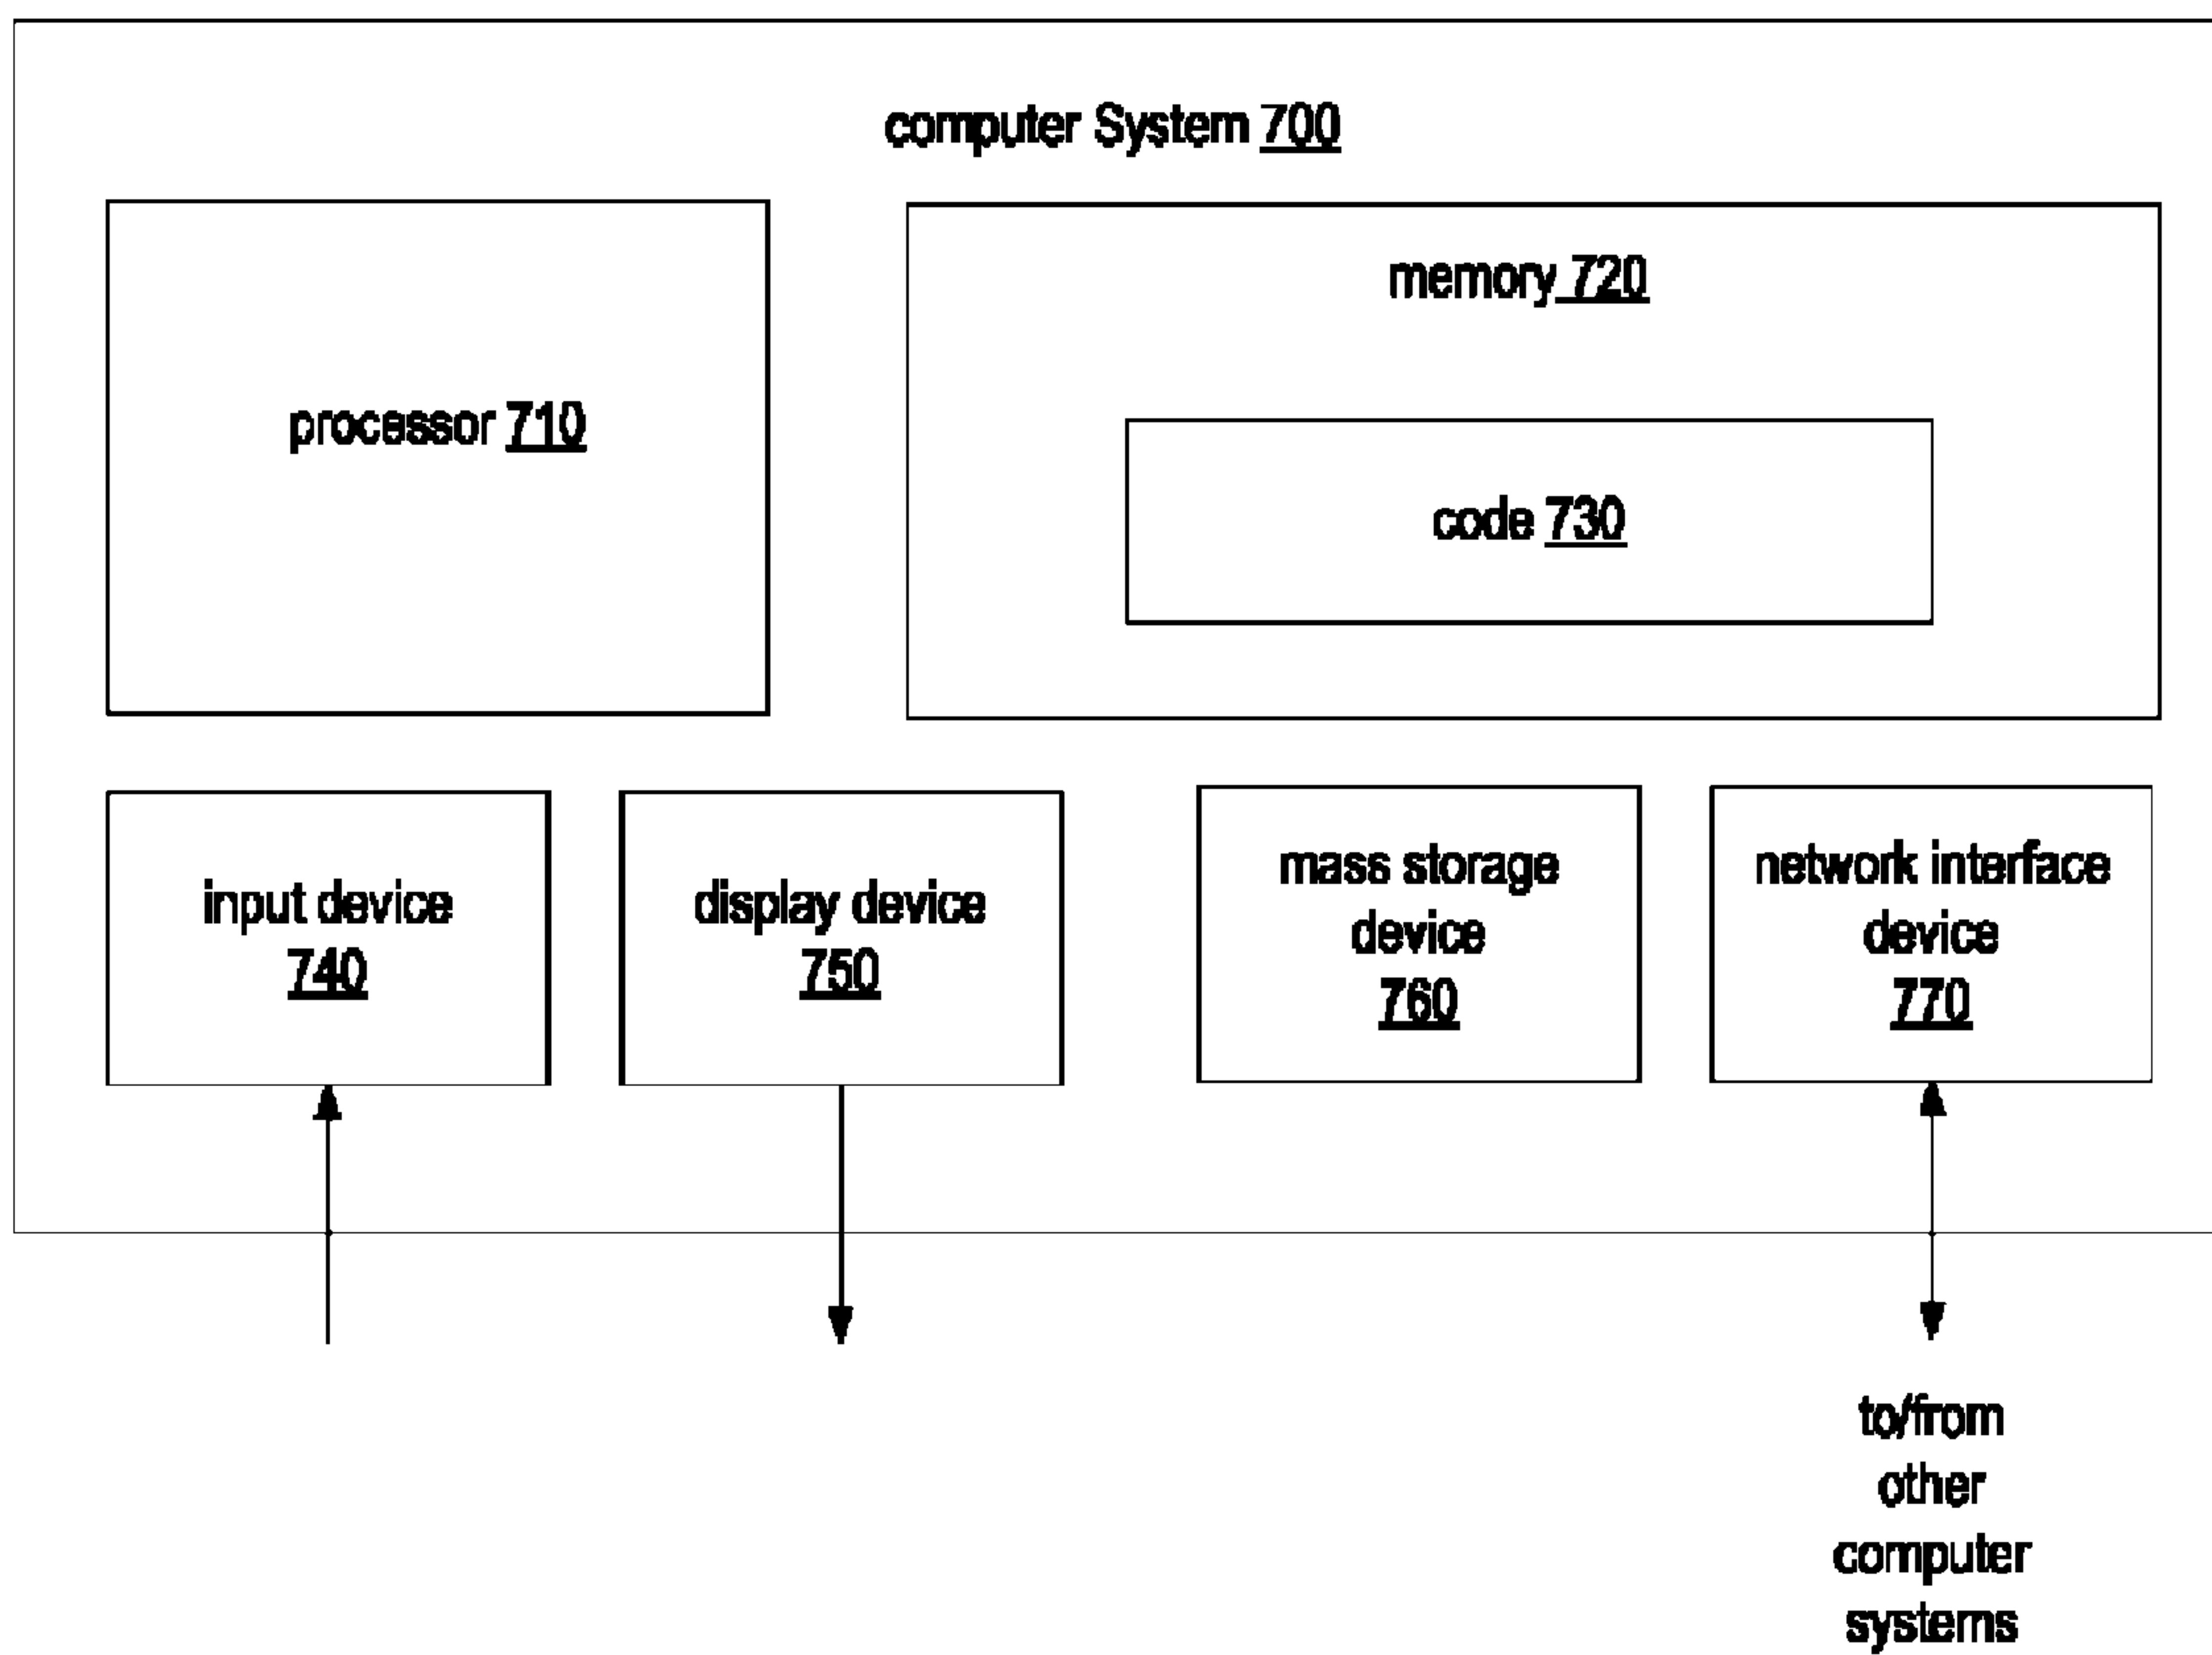 computer System 700
memory 720
processor 710
code 730
input device
740
display device
750
mass storage
device
760
network interface
device
770
to/from
other
computer
systems